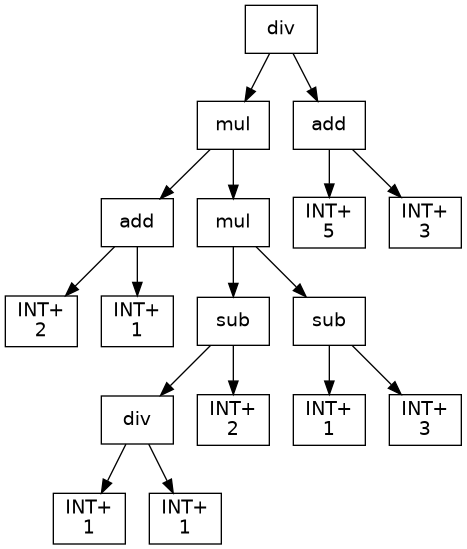 div
mul
add
add
mul
INT+
5
INT+
3
INT+
2
INT+
1
sub
sub
div
INT+
2
INT+
1
INT+
3
INT+
1
INT+
1